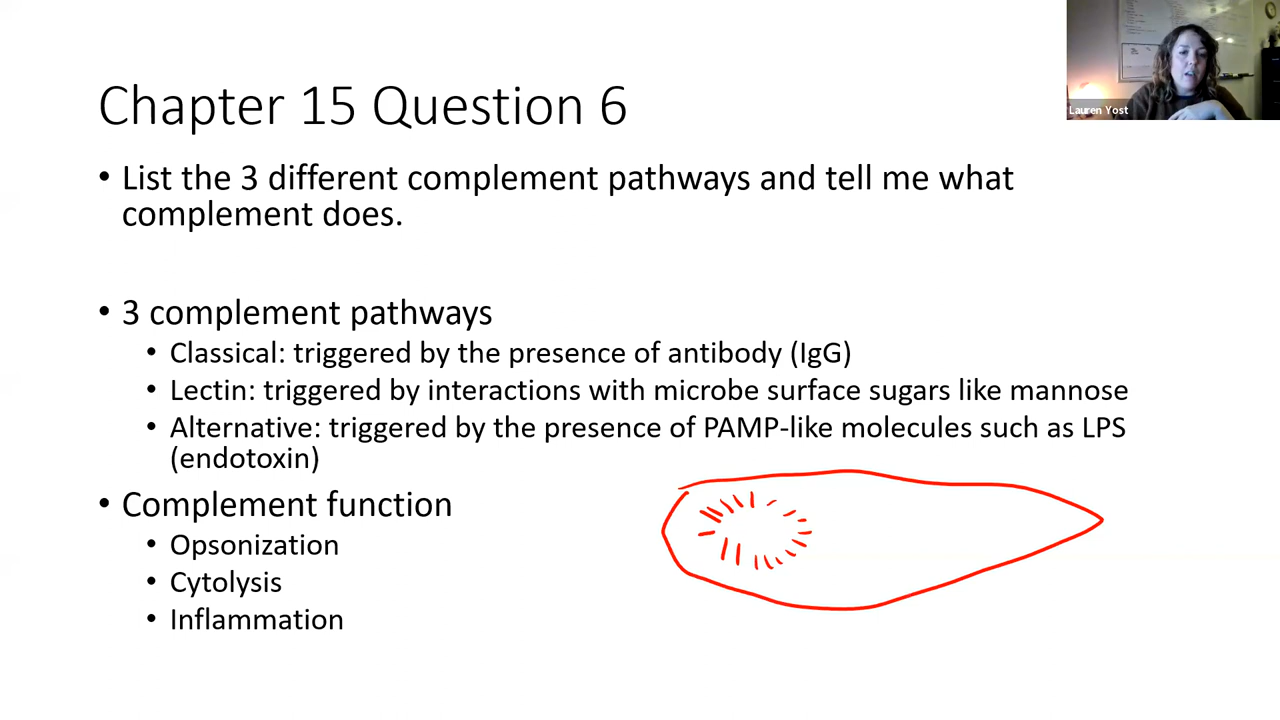 Lauren Yost
Chapter 15 Question 6
• List the 3 different complement pathways and tell me what
complement does.
• 3 complement pathways
• Classical: triggered by the presence of antibody (IgG)
• Lectin: triggered by interactions with microbe surface sugars like mannose
• Alternative: triggered by the presence of PAMP-like molecules such as LPS
(endotoxin)
• Complement function
• Opsonization
• Cytolysis
• Inflammation